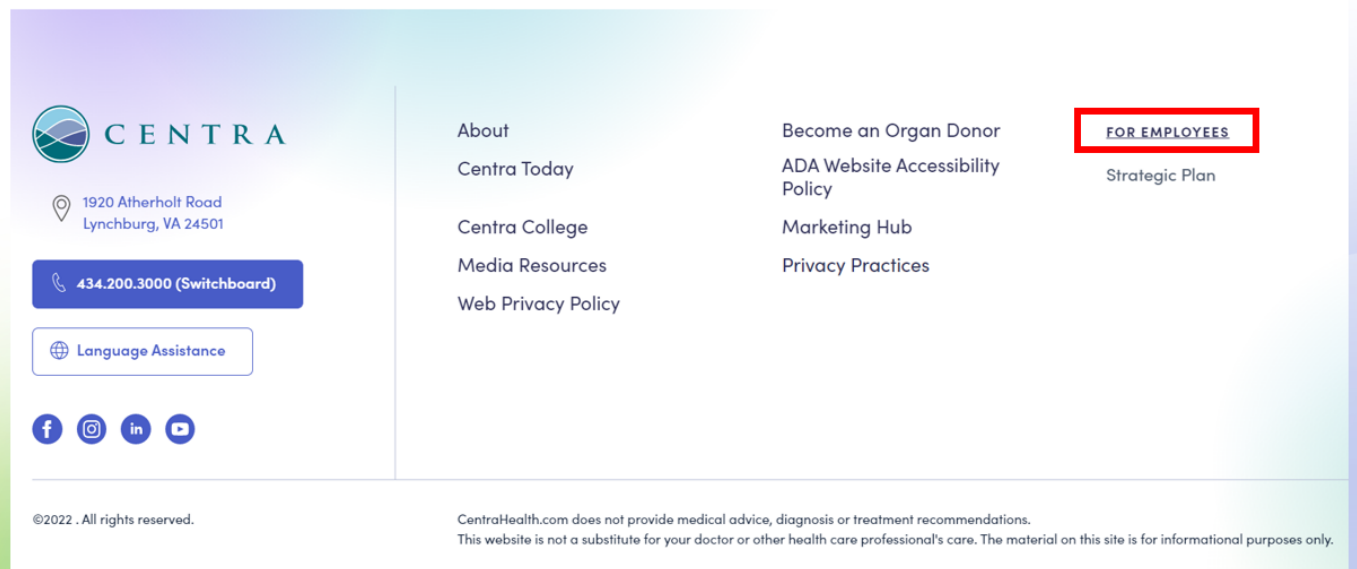 CENTRA
1920 Atherholt Road
Lynchburg, VA 24501
434.200.3000 (Switchboard)
Language Assistance
f
in
About
Centra Today
Centra College
Media Resources
Web Privacy Policy
Become an Organ Donor
ADA Website Accessibility
Policy
Marketing Hub
Privacy Practices
FOR EMPLOYEES
Strategic Plan
©2022 . All rights reserved.
CentraHealth.com does not provide medical advice, diagnosis or treatment recommendations.
This website is not a substitute for your doctor or other health care professional's care. The material on this site is for informational purposes only.